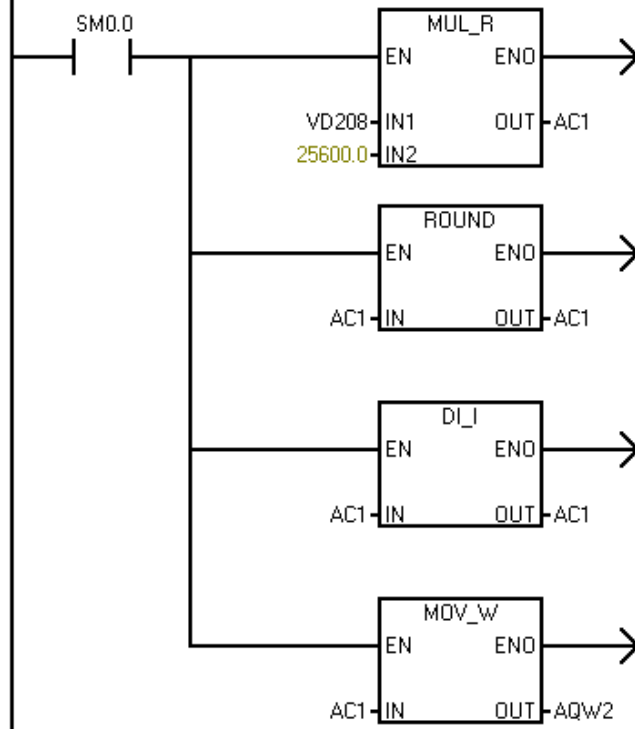 SM0.0
MUL_R
EN ENO
VD208 IN1 OUT AC1
25600.0 IN2
ROUND
EN ENO
AC1 IN OUT AC1
DI_I
EN ENO
AC1 IN OUT AC1
MOV_W
EN ENO
AC1 IN OUT AQW2